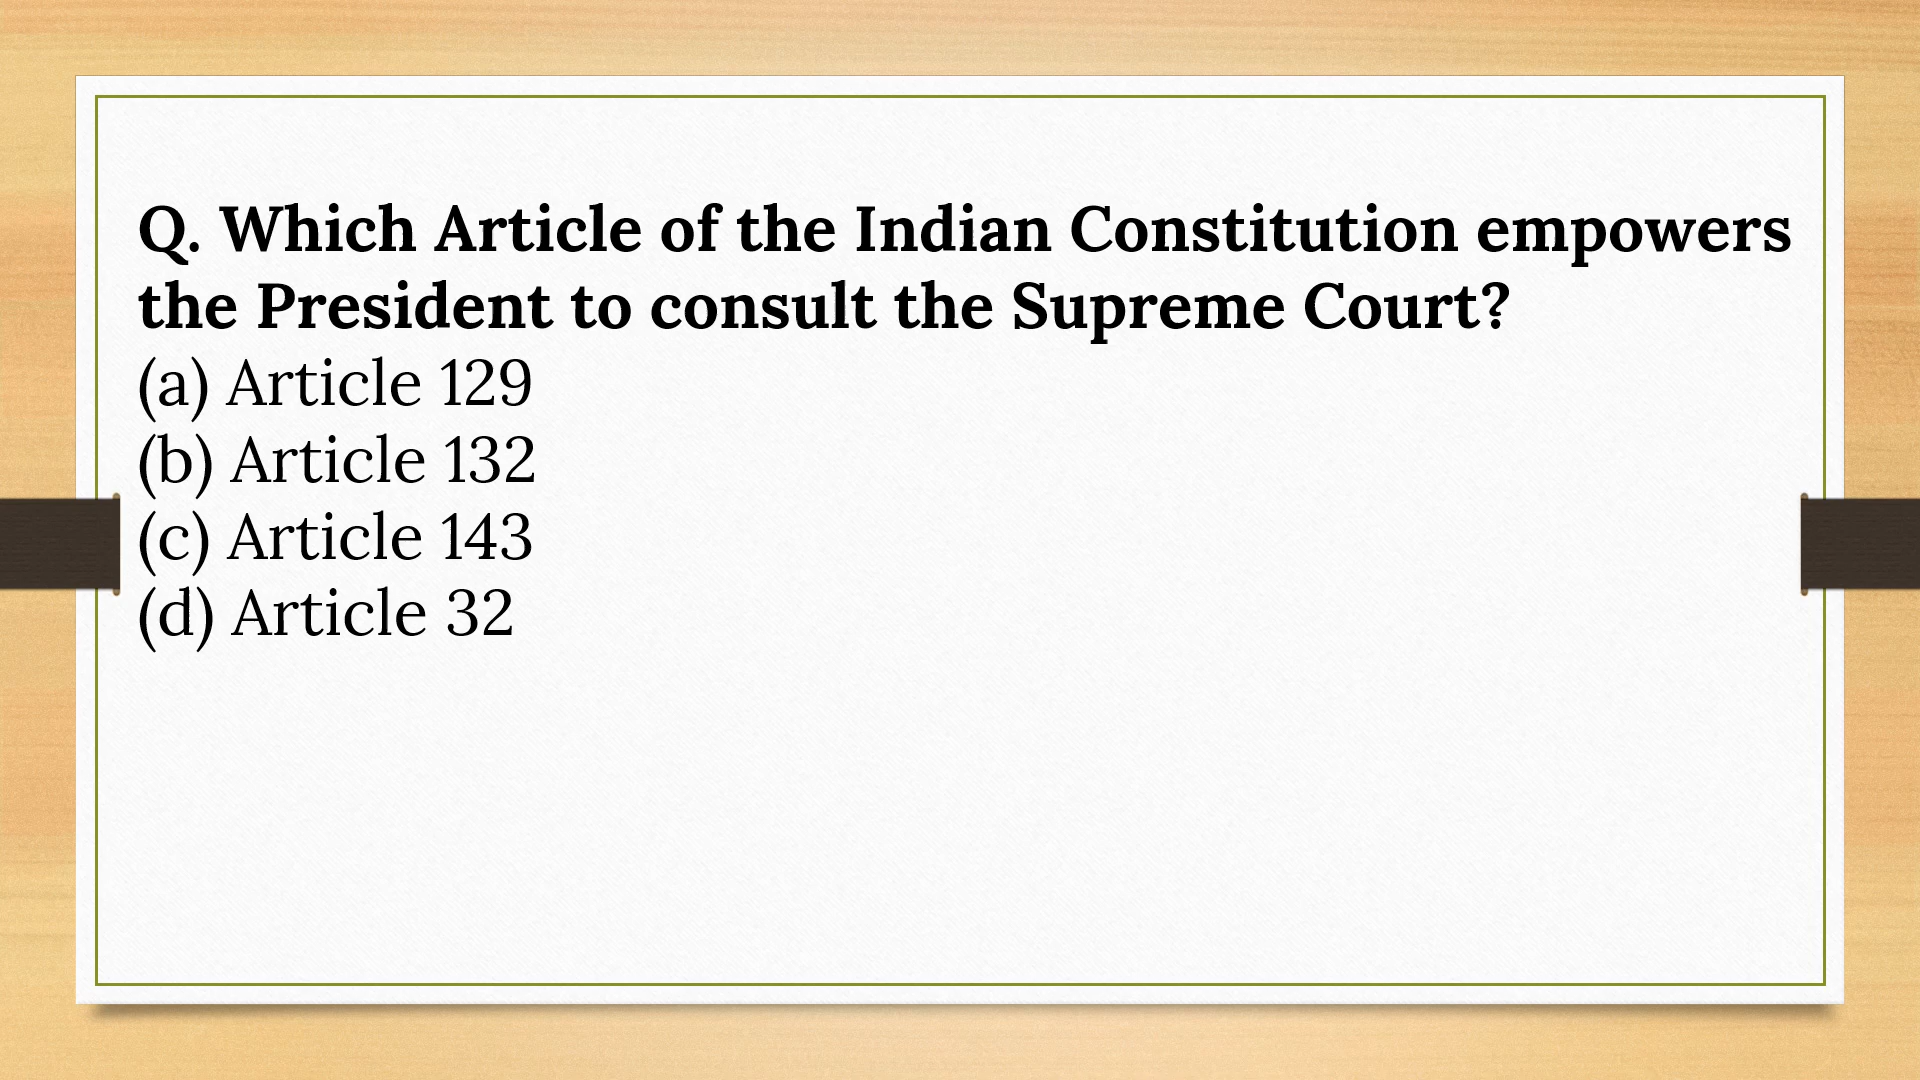 Q. Which Article of the Indian Constitution empowers
the President to consult the Supreme Court?
(a) Article 129
(b) Article 132
(c) Article 143
(d) Article 32